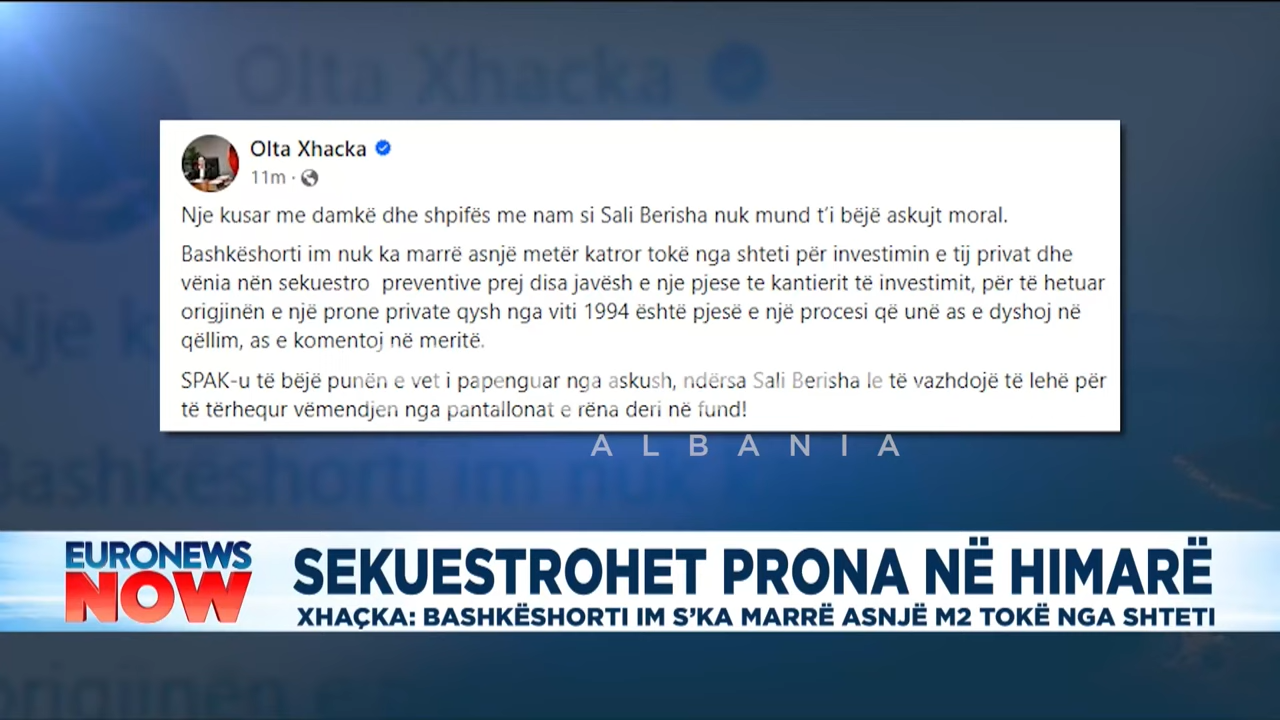 Olta Xhacka
Olta Xhacka
11m ·
Nje kusar me damkë dhe shpifës me nam si Sali Berisha nuk mund t'i bëjë askujt moral.
Bashkëshorti im nuk ka marrë asnjë metër katror tokë nga shteti për investimin e tij privat dhe
vënia nën sekuestro preventive prej disa javësh e nje pjese te kantierit të investimit, për të hetuar
origjinën e një prone private qysh nga viti 1994 është pjesë e një procesi që unë as e dyshoj në
qëllim, as e komentoj në meritë.
SPAK-u të bëjë punën e vet i papenguar nga askush, ndërsa Sali Berisha le të vazhdojë të lehë për
të tërhequr vëmendjen nga pantallonat e rëna deri në fund!
ALBANIA
Bashkëshorti im nuk
EURONEWS
NOW
SEKUESTROHET PRONA NË HIMARË
XHAÇKA: BASHKËSHORTI IM S'KA MARRË ASNJË M2 TOKË NGA SHTETI
origjinën e